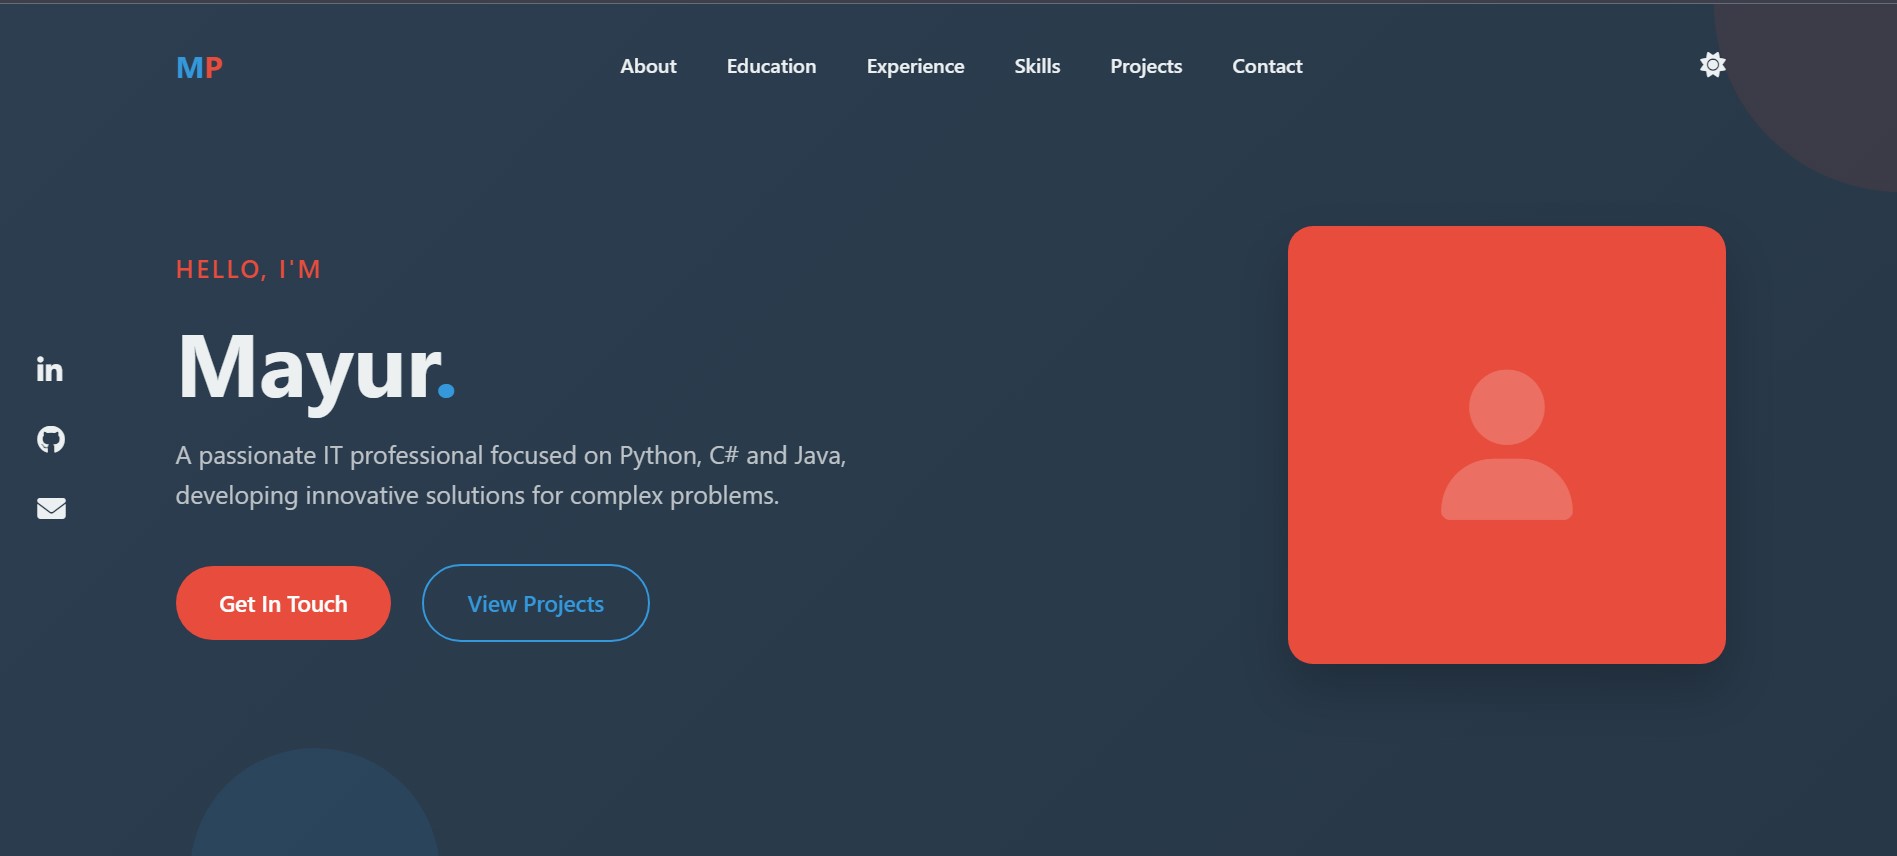 MP
About Education Experience Skills Projects Contact
HELLO, I'M
Mayur.
A passionate IT professional focused on Python, C# and Java,
developing innovative solutions for complex problems.
Get In Touch View Projects
in